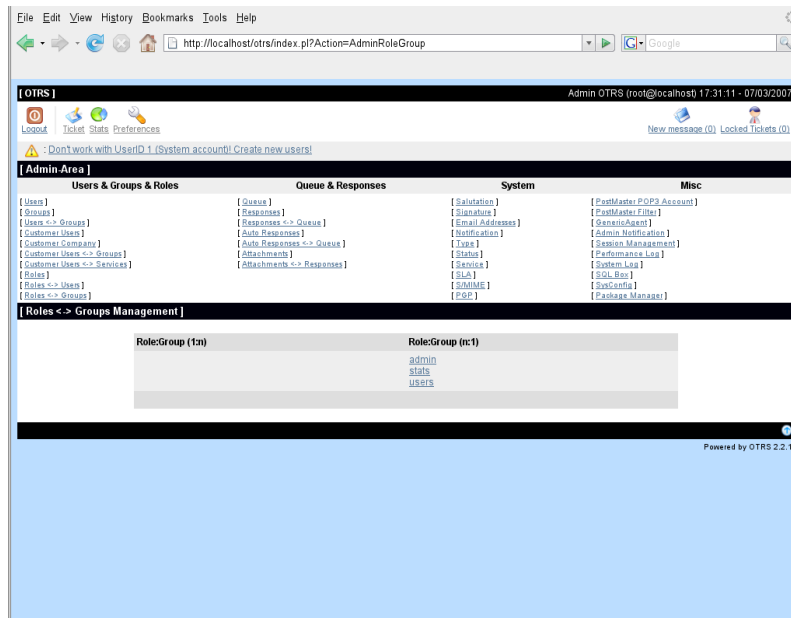 File Edit View History Bookmarks Tools Help
http://localhost/otrs/index.pl?Action=AdminRoleGroup
G Google
[ OTRS ]
Admin OTRS (root@localhost) 17:31:11 - 07/03/2007
Logout Ticket Stats Preferences
New message (0) Locked Tickets (0)
: Don't work with UserID 1 (System account)! Create new users!
[ Admin-Area ]
Users & Groups & Roles
[ Users ]
[ Groups ]
[ Users <-> Groups ]
[ Customer Users ]
[ Customer Company ]
[ Customer Users <-> Groups ]
[ Customer Users <-> Services ]
[ Roles ]
[ Roles <-> Users ]
[ Roles <-> Groups ]
Queue & Responses
[ Queue ]
[ Responses ]
[ Responses <-> Queue ]
[ Auto Responses ]
[ Auto Responses <-> Queue ]
[ Attachments ]
[ Attachments <-> Responses ]
System
[ Salutation ]
[ Signature ]
[ Email Addresses ]
[ Notification ]
[ Type ]
[ Status ]
[ Service ]
[ SLA ]
[ S/MIME ]
[ PGP ]
Misc
[ PostMaster POP3 Account ]
[ PostMaster Filter ]
[ GenericAgent ]
[ Admin Notification ]
[ Session Management ]
[ Performance Log ]
[ System Log ]
[ SQL Box ]
[ SysConfig ]
[ Package Manager ]
[ Roles <-> Groups Management ]
Role:Group (1:n)
Role:Group (n:1)
admin
stats
users
Powered by OTRS 2.2.1